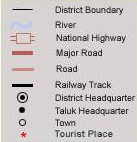 District Boundary
River
National Highway
Major Road
Road
Railway Track
District Headquarter
Taluk Headquarter
Town
Tourist Place